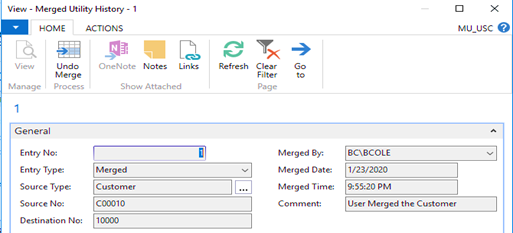 View - Merged Utility History - 1
HOME ACTIONS MU_USC
View Undo Merge OneNote Notes Links Refresh Clear Filter Go to
Manage Process Show Attached Page
1
General
Entry No: 1 Merged By: BC\BCOLE
Entry Type: Merged Merged Date: 1/23/2020
Source Type: Customer ... Merged Time: 9:55:20 PM
Source No: C00010 Comment: User Merged the Customer
Destination No: 10000